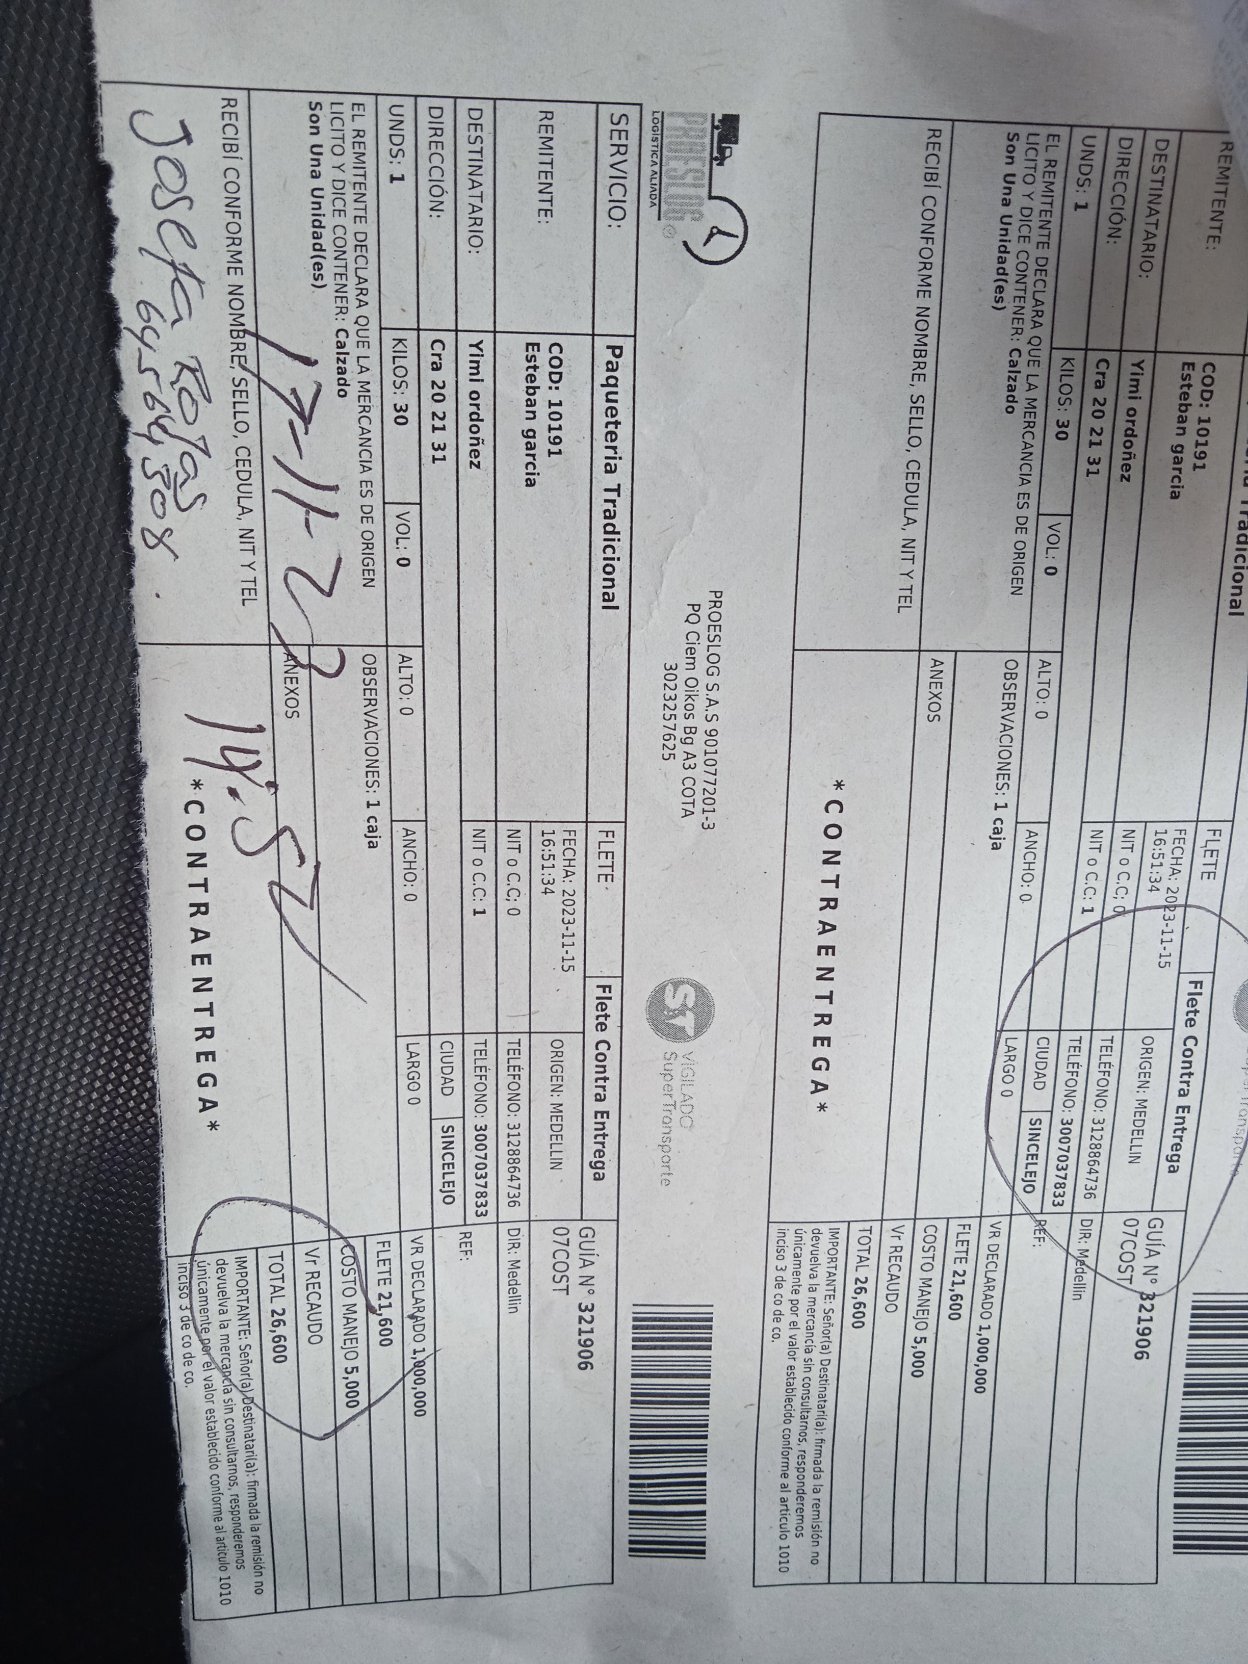 REMITENTE:
COD: 10191
Esteban garcia
FLETE
Flete Contra Entrega
FECHA: 2023-11-15
16:51:34
ORIGEN: MEDELLIN
GUÍA N° 321906
07COST
DESTINATARIO:
Yimi ordoñez
NIT o C.C: 0
TELÉFONO: 3128864736
DIR: Medellin
DIRECCIÓN:
Cra 20 21 31
NIT o C.C: 1
TELÉFONO: 3007037833
REF:
CIUDAD
SINCELEJO
UNDS: 1
KILOS: 30
VOL: 0
ALTO: 0
ANCHO: 0
LARGO 0
VR DECLARADO 1,000,000
EL REMITENTE DECLARA QUE LA MERCANCIA ES DE ORIGEN
LICITO Y DICE CONTENER: Calzado
Son Una Unidad(es)
OBSERVACIONES: 1 caja
FLETE 21,600
COSTO MANEJO 5,000
Vr RECAUDO
TOTAL 26,600
RECIBÍ CONFORME NOMBRE, SELLO, CEDULA, NIT Y TEL
ANEXOS
*CONTRAENTREGA*
IMPORTANTE: Señor(a) Destinatari(a): firmada la remisión no
devuelva la mercancia sin consultarnos, responderemos
únicamente por el valor establecido conforme al articulo 1010
inciso 3 de co de co.
PROESLOG
LOGÍSTICA ALIADA
PROESLOG S.A.S 901077201-3
PQ Ciem Oikos Bg A3 COTA
3023257625
ST
VIGILADO
SuperTransporte
SERVICIO:
Paqueteria Tradicional
FLETE:
Flete Contra Entrega
GUÍA N° 321906
07COST
REMITENTE:
COD: 10191
Esteban garcia
FECHA: 2023-11-15
16:51:34
ORIGEN: MEDELLIN
NIT o C.C: 0
TELÉFONO: 3128864736
DIR: Medellin
DESTINATARIO:
Yimi ordoñez
NIT o C.C: 1
TELÉFONO: 3007037833
REF:
DIRECCIÓN:
Cra 20 21 31
CIUDAD
SINCELEJO
UNDS: 1
KILOS: 30
VOL: 0
ALTO: 0
ANCHO: 0
LARGO 0
VR DECLARADO 1,000,000
EL REMITENTE DECLARA QUE LA MERCANCIA ES DE ORIGEN
LICITO Y DICE CONTENER: Calzado
Son Una Unidad(es)
OBSERVACIONES: 1 caja
FLETE 21,600
COSTO MANEJO 5,000
Vr RECAUDO
TOTAL 26,600
17-11-23
14:52
RECIBÍ CONFORME NOMBRE, SELLO, CEDULA, NIT Y TEL
ANEXOS
*CONTRAENTREGA*
IMPORTANTE: Señor(a) Destinatari(a): firmada la remisión no
devuelva la mercancia sin consultarnos, responderemos
únicamente por el valor establecido conforme al articulo 1010
inciso 3 de co de co.
Josefa Rojas
64564508